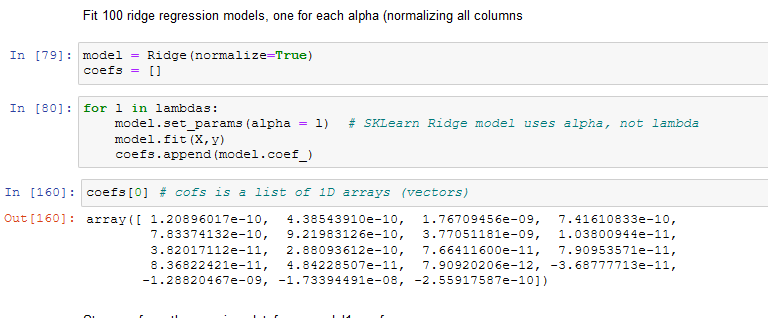 Fit 100 ridge regression models, one for each alpha (normalizing all columns
In [79]: model = Ridge(normalize=True)
coefs = []
In [80]: for l in lambdas:
model.set_params(alpha = l)  # SKLearn Ridge model uses alpha, not lambda
model.fit(X,y)
coefs.append(model.coef_)
In [160]: coefs[0] # cofs is a list of 1D arrays (vectors)
Out[160]: array([ 1.20896017e-10,  4.38543910e-10,  1.76709456e-09,  7.41610833e-10,
7.83374132e-10,  9.21983126e-10,  3.77051181e-09,  1.03800944e-11,
3.82017112e-11,  2.88093612e-10,  7.66411600e-11,  7.90953571e-11,
8.36822421e-11,  4.84228507e-11,  7.90920206e-12, -3.68777713e-11,
-1.28820467e-09, -1.73394491e-08, -2.55917587e-10])